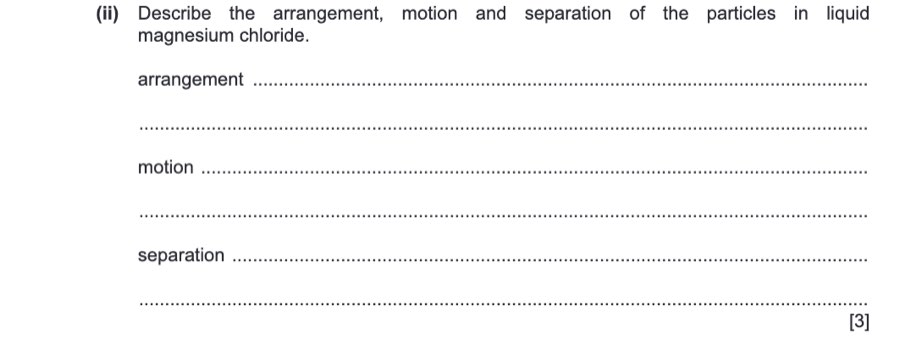 (ii) Describe the arrangement, motion and separation of the particles in liquid
magnesium chloride.
arrangement ..........................................................................................................................
................................................................................................................................................
motion ...................................................................................................................................
................................................................................................................................................
separation .............................................................................................................................
................................................................................................................................................
[3]